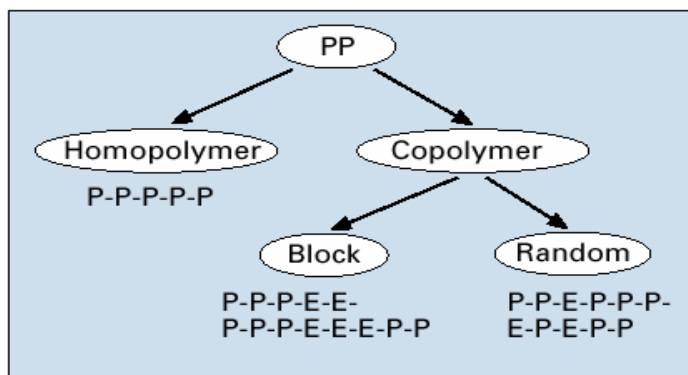 PP
Homopolymer
Copolymer
P-P-P-P-P
Block
Random
P-P-P-E-E-
P-P-P-E-E-E-P-P
P-P-E-P-P-P-
E-P-E-P-P